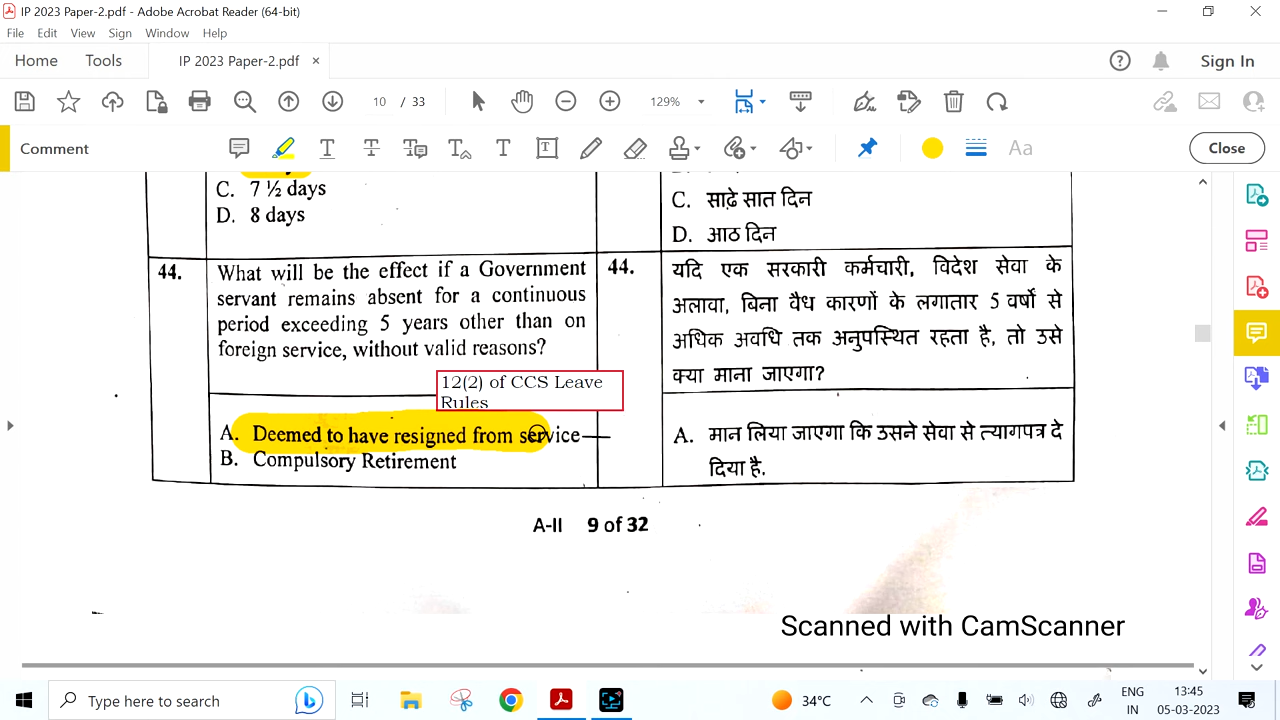 IP 2023 Paper-2.pdf - Adobe Acrobat Reader (64-bit)
File Edit View Sign Window Help
Home Tools IP 2023 Paper-2.pdf × Sign In
10 / 33 129%
Comment Aa Close
C. 7 ½ days
D. 8 days
C. साढ़े सात दिन
D. आठ दिन
44. What will be the effect if a Government
servant remains absent for a continuous
period exceeding 5 years other than on
foreign service, without valid reasons?
12(2) of CCS Leave
Rules
A. Deemed to have resigned from service
B. Compulsory Retirement
44. यदि एक सरकारी कर्मचारी, विदेश सेवा के
अलावा, बिना वैध कारणों के लगातार 5 वर्षो से
अधिक अवधि तक अनुपस्थित रहता है, तो उसे
क्या माना जाएगा?
A. मान लिया जाएगा कि उसने सेवा से त्यागपत्र दे
दिया है.
A-II 9 of 32
Scanned with CamScanner
Type here to search
34°C
ENG
IN
13:45
05-03-2023